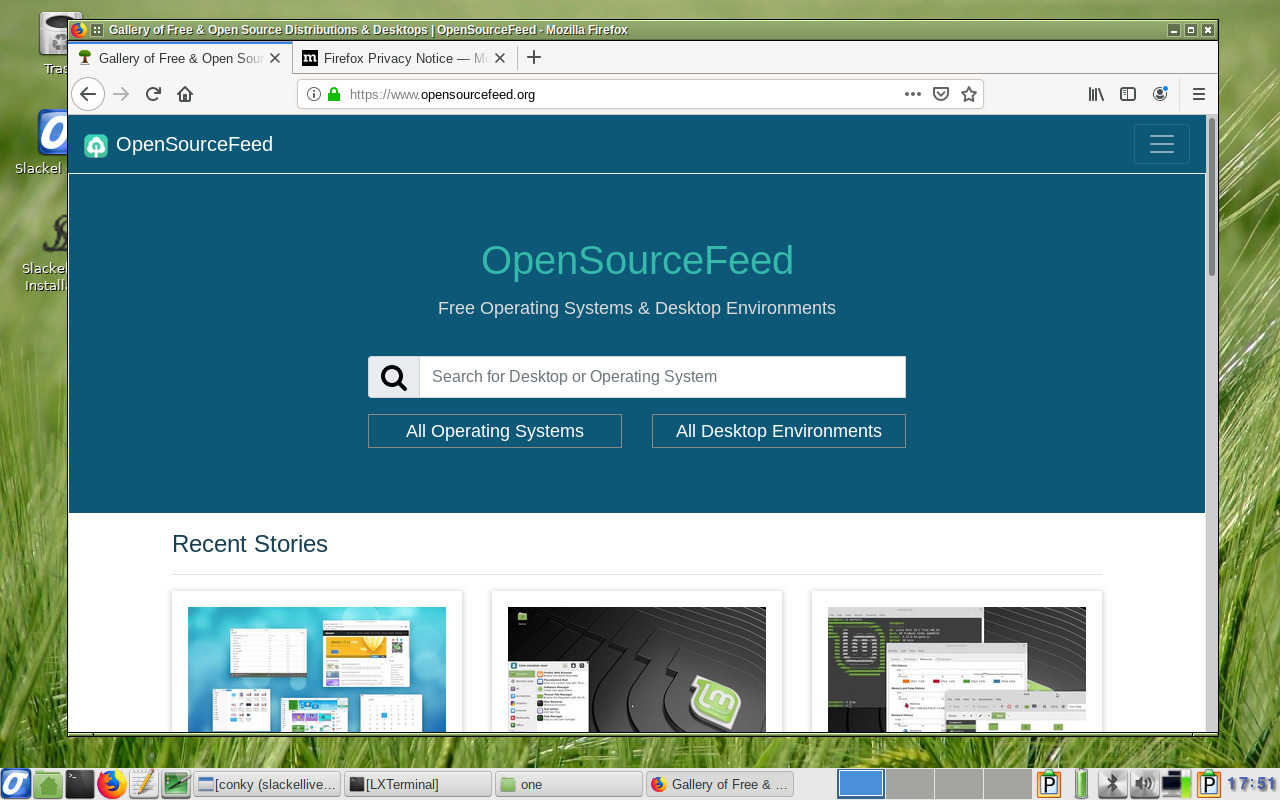 Gallery of Free & Open Source Distributions & Desktops | OpenSourceFeed - Mozilla Firefox
Gallery of Free & Open Sour
Firefox Privacy Notice — Mo
https://www.opensourcefeed.org
OpenSourceFeed
Slackel
Slackel
Install
OpenSourceFeed
Free Operating Systems & Desktop Environments
Search for Desktop or Operating System
All Operating Systems
All Desktop Environments
Recent Stories
[conky (slackellive…
[LXTerminal]
one
Gallery of Free & …
17:51